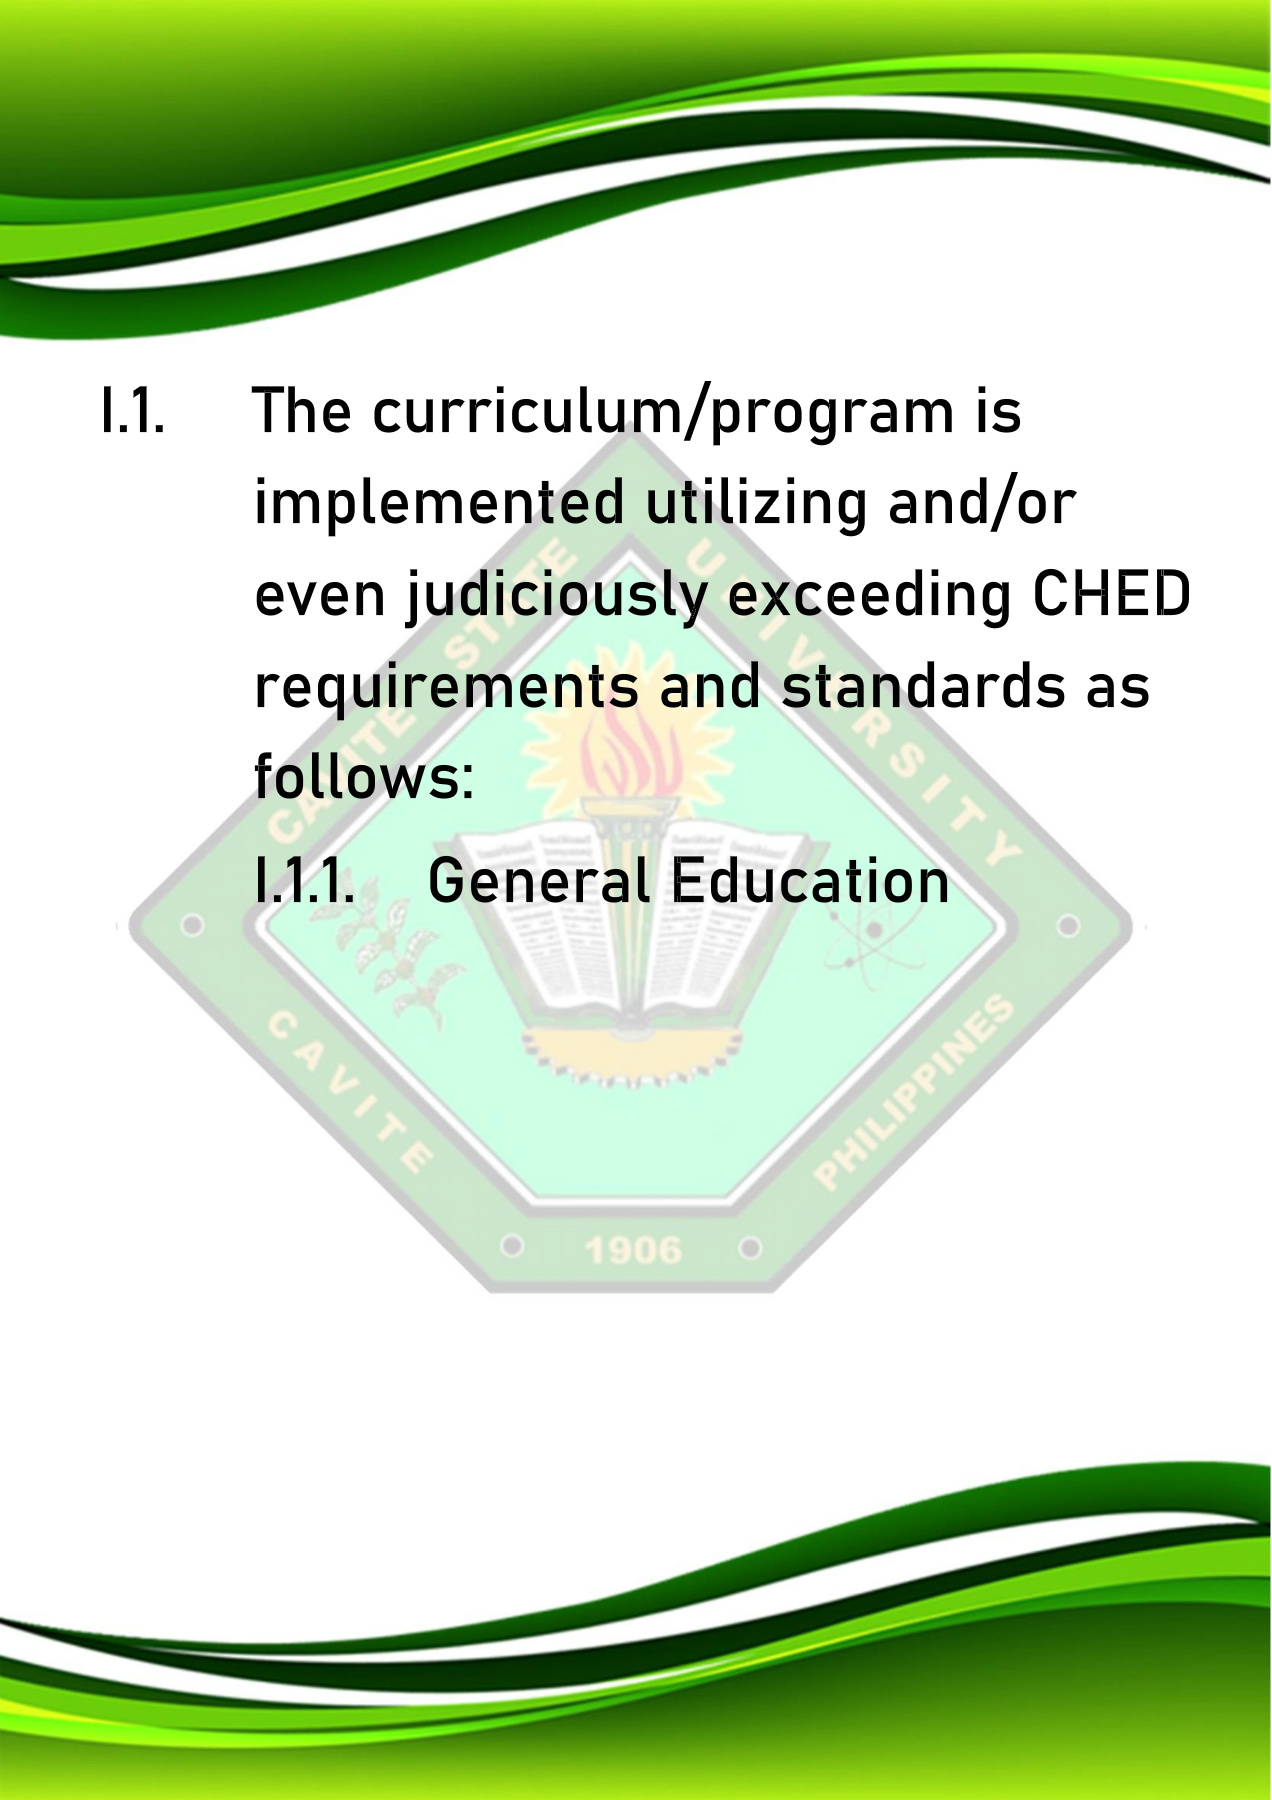 I.1. The curriculum/program is
implemented utilizing and/or
even judiciously exceeding CHED
requirements and standards as
follows:
I.1.1. General Education
CAVITE STATE UNIVERSITY
CAVITE
PHILIPPINES
1906